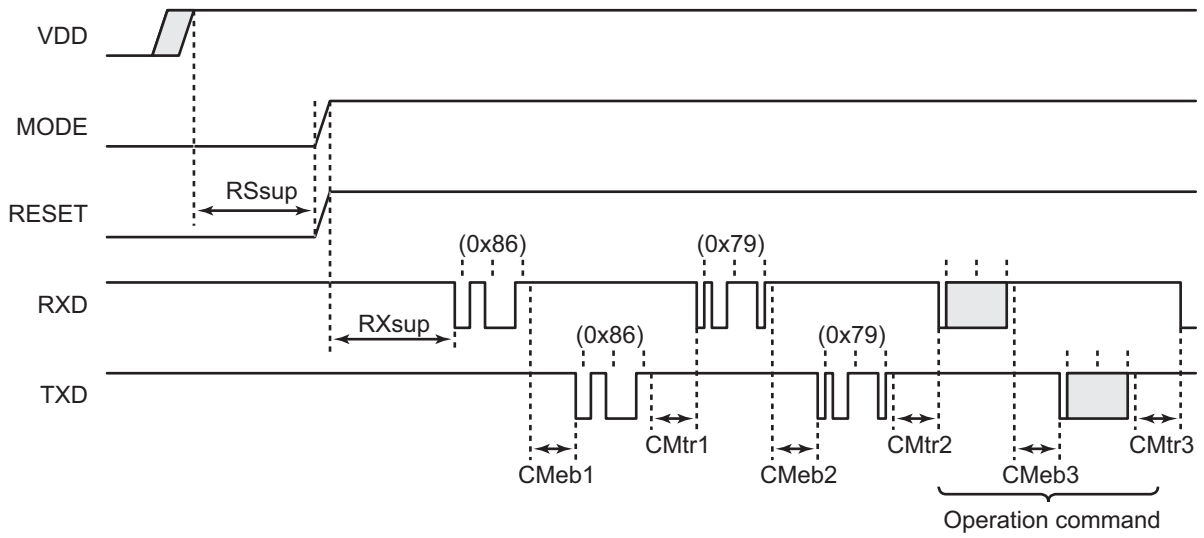 VDD
MODE
RSsup
RESET
(0x86)
(0x79)
RXD
RXsup
(0x86)
(0x79)
TXD
CMtr1
CMtr2
CMtr3
CMeb1
CMeb2
CMeb3
Operation command